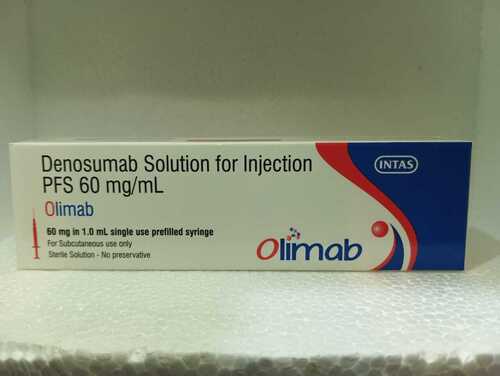 Denosumab Solution for Injection
PFS 60 mg/mL
Olimab
60 mg in 1.0 mL single use prefilled syringe
For Subcutaneous use only
Sterile Solution - No preservative
INTAS
Olimab